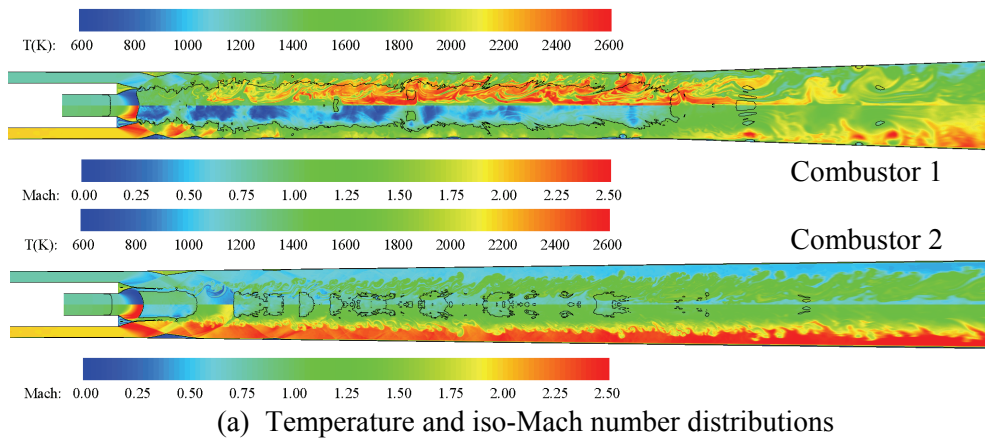 T(K): 600 800 1000 1200 1400 1600 1800 2000 2200 2400 2600
Combustor 1
Mach: 0.00 0.25 0.50 0.75 1.00 1.25 1.50 1.75 2.00 2.25 2.50
T(K): 600 800 1000 1200 1400 1600 1800 2000 2200 2400 2600
Combustor 2
Mach: 0.00 0.25 0.50 0.75 1.00 1.25 1.50 1.75 2.00 2.25 2.50
(a) Temperature and iso-Mach number distributions